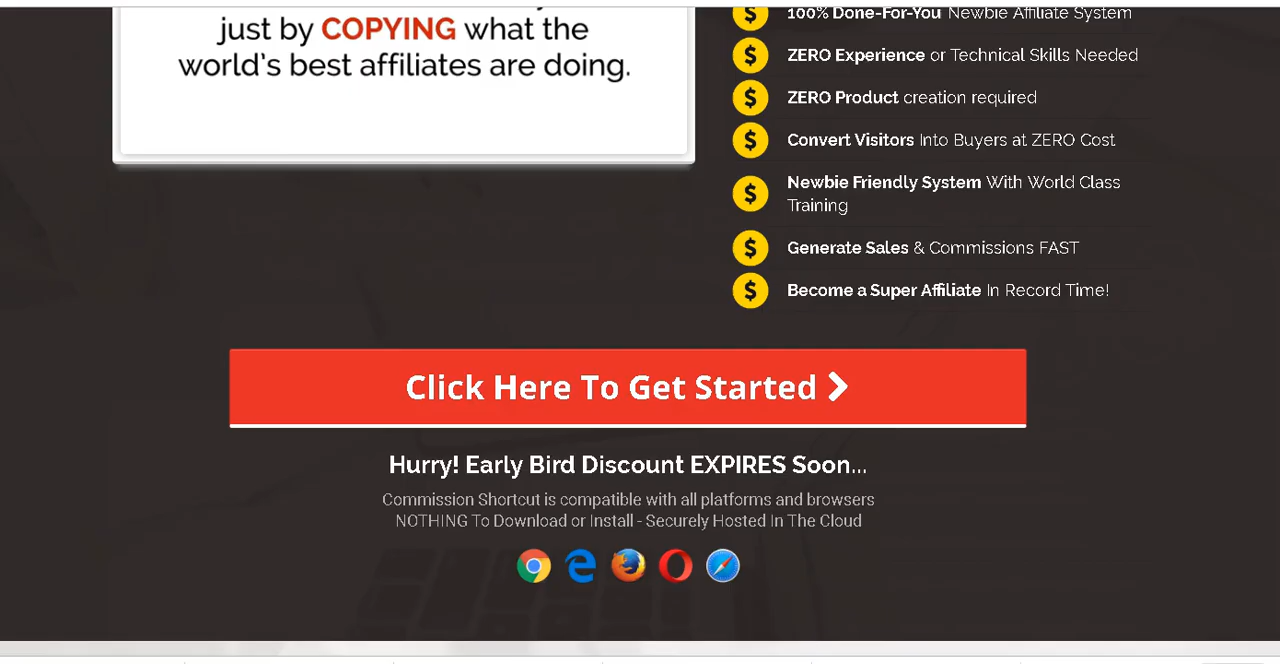 just by COPYING what the
world's best affiliates are doing.
100% Done-For-You Newbie Affiliate System
$ ZERO Experience or Technical Skills Needed
$ ZERO Product creation required
$ Convert Visitors Into Buyers at ZERO Cost
$ Newbie Friendly System With World Class
Training
$ Generate Sales & Commissions FAST
$ Become a Super Affiliate In Record Time!
Click Here To Get Started
Hurry! Early Bird Discount EXPIRES Soon...
Commission Shortcut is compatible with all platforms and browsers
NOTHING To Download or Install - Securely Hosted In The Cloud